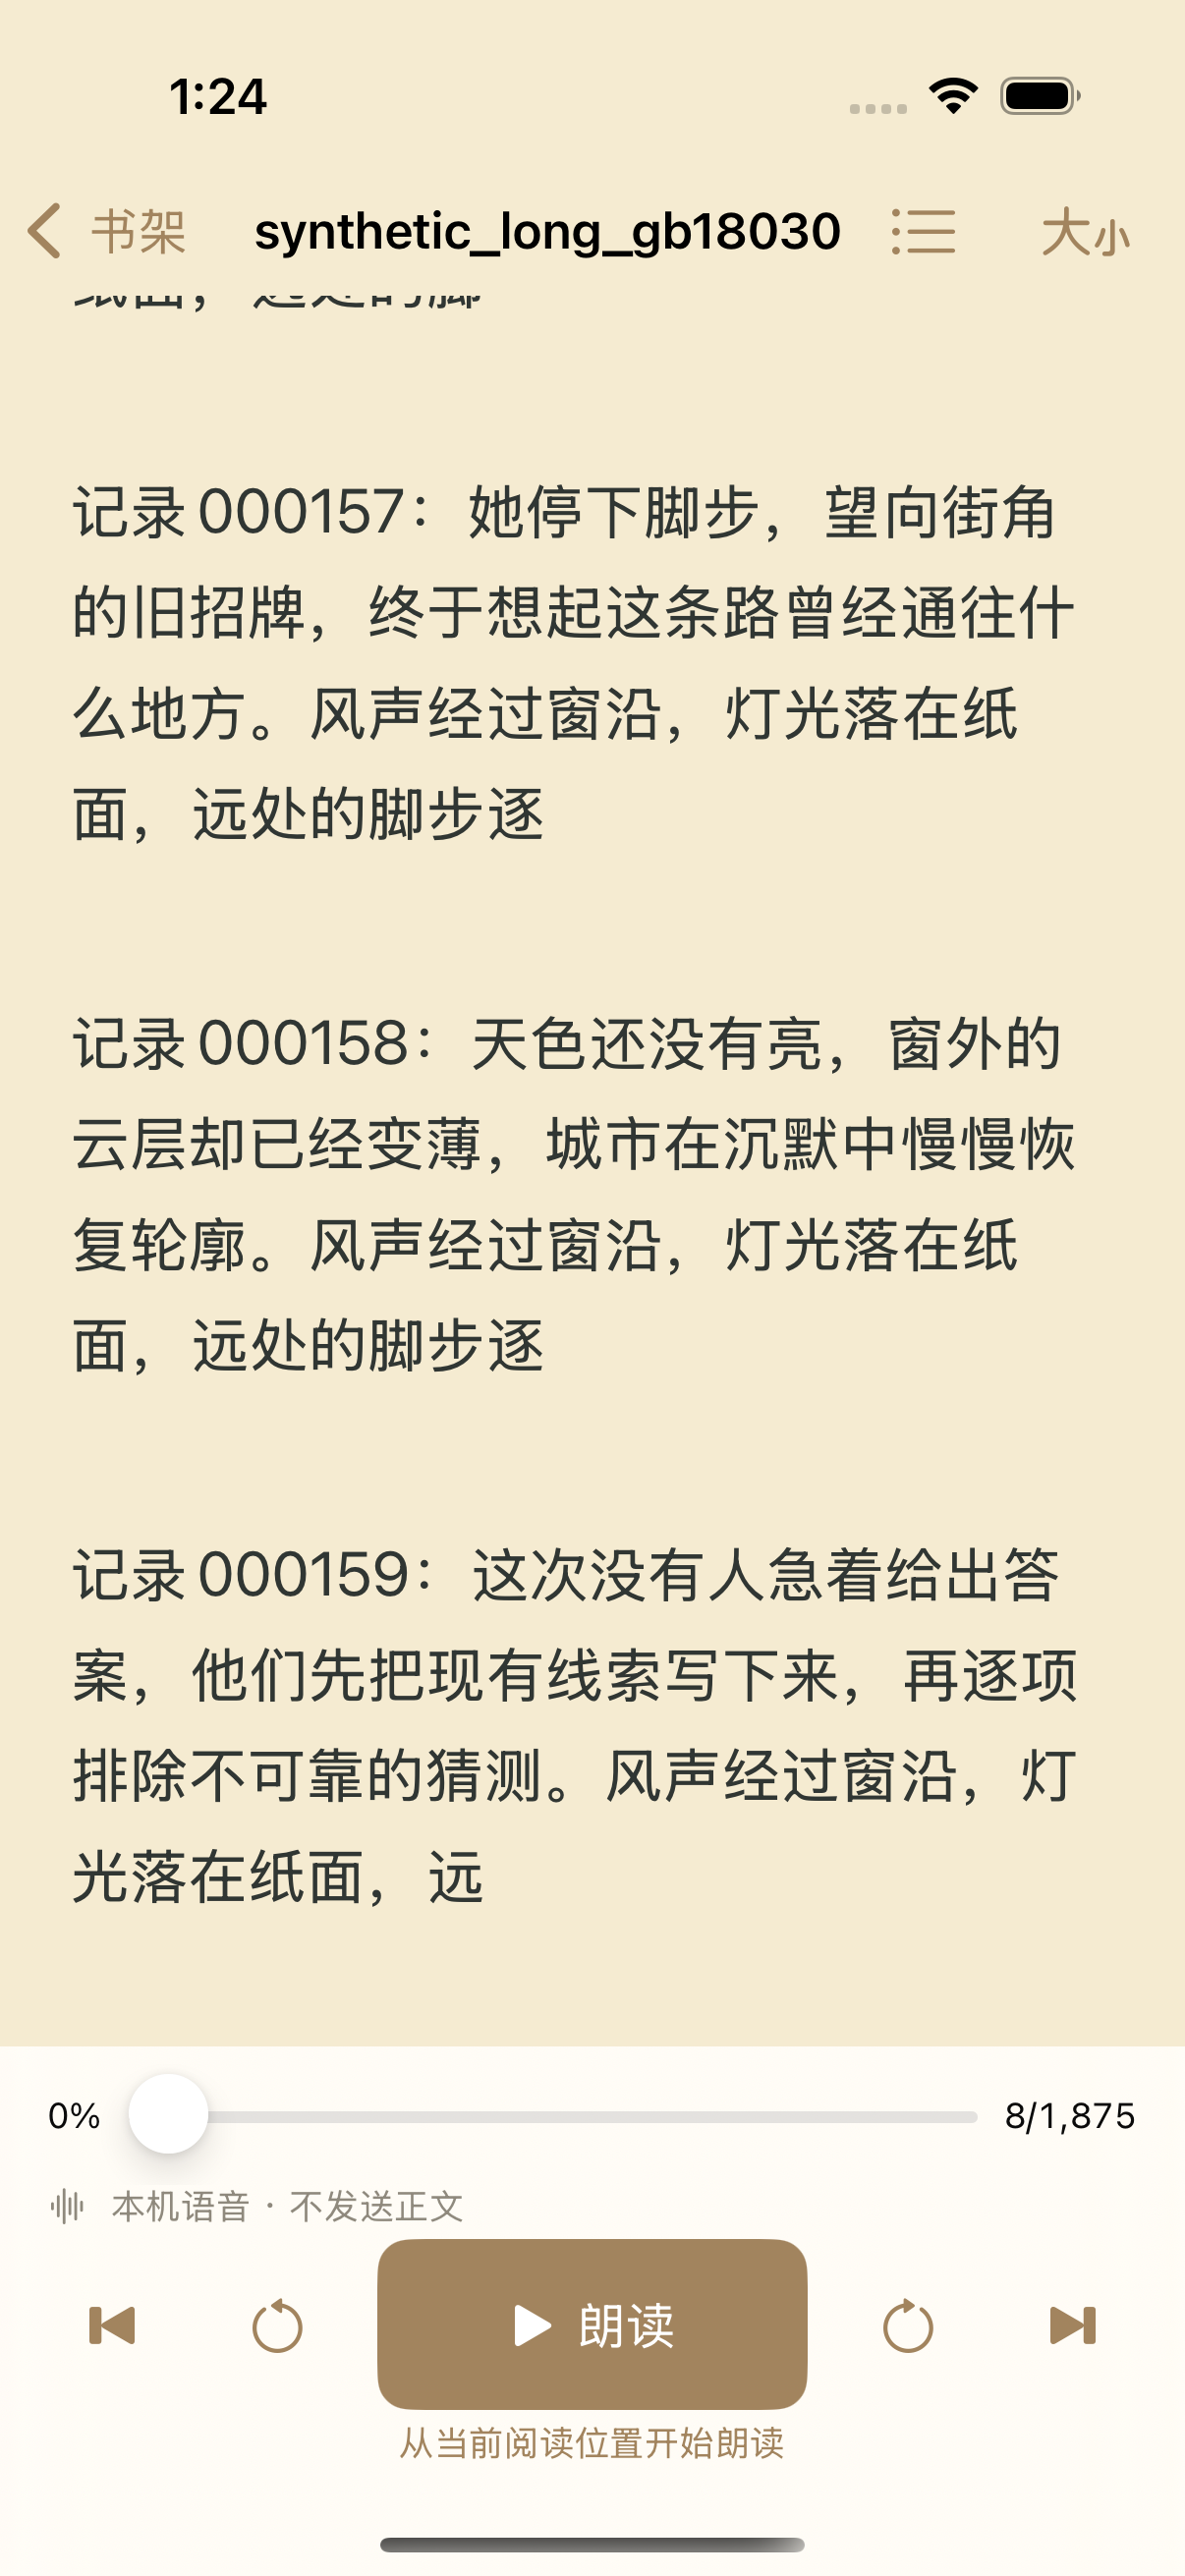 1:24
书架 synthetic_long_gb18030 大小
记录 000157：她停下脚步，望向街角
的旧招牌，终于想起这条路曾经通往什
么地方。风声经过窗沿，灯光落在纸
面，远处的脚步逐
记录 000158：天色还没有亮，窗外的
云层却已经变薄，城市在沉默中慢慢恢
复轮廓。风声经过窗沿，灯光落在纸
面，远处的脚步逐
记录 000159：这次没有人急着给出答
案，他们先把现有线索写下来，再逐项
排除不可靠的猜测。风声经过窗沿，灯
光落在纸面，远
0% 8/1,875
本机语音 · 不发送正文
朗读
从当前阅读位置开始朗读